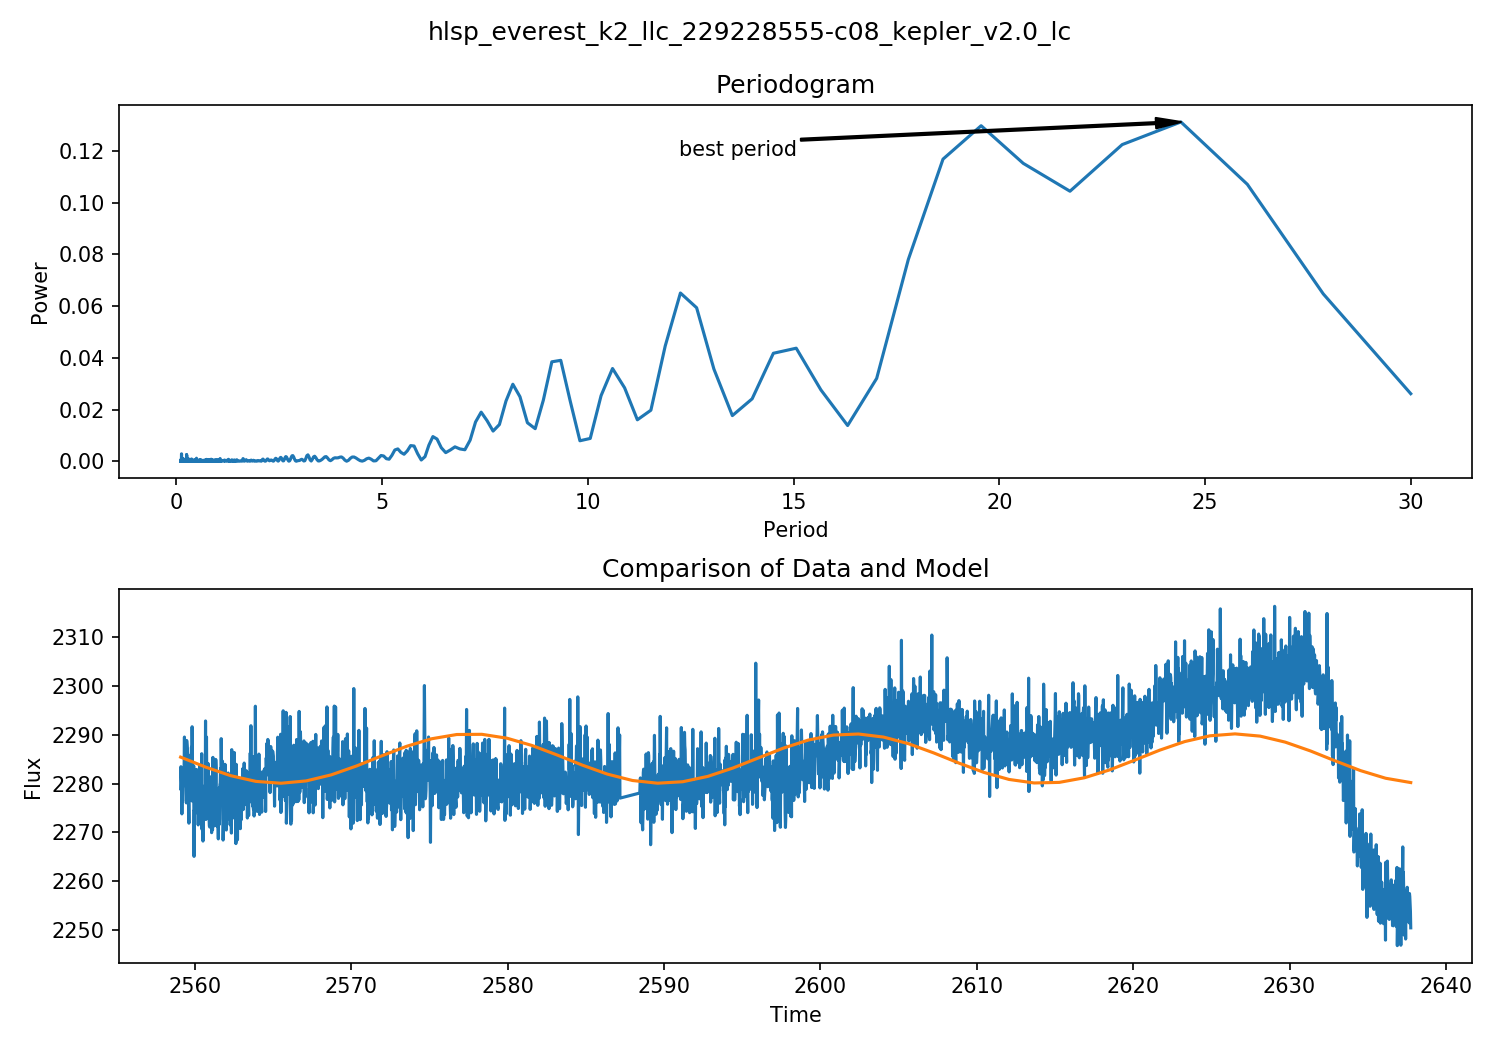 hlsp_everest_k2_llc_229228555-c08_kepler_v2.0_lc
Periodogram
best period
Power
0.12
0.10
0.08
0.06
0.04
0.02
0.00
0 5 10 15 20 25 30
Period
Comparison of Data and Model
Flux
2310
2300
2290
2280
2270
2260
2250
2560 2570 2580 2590 2600 2610 2620 2630 2640
Time